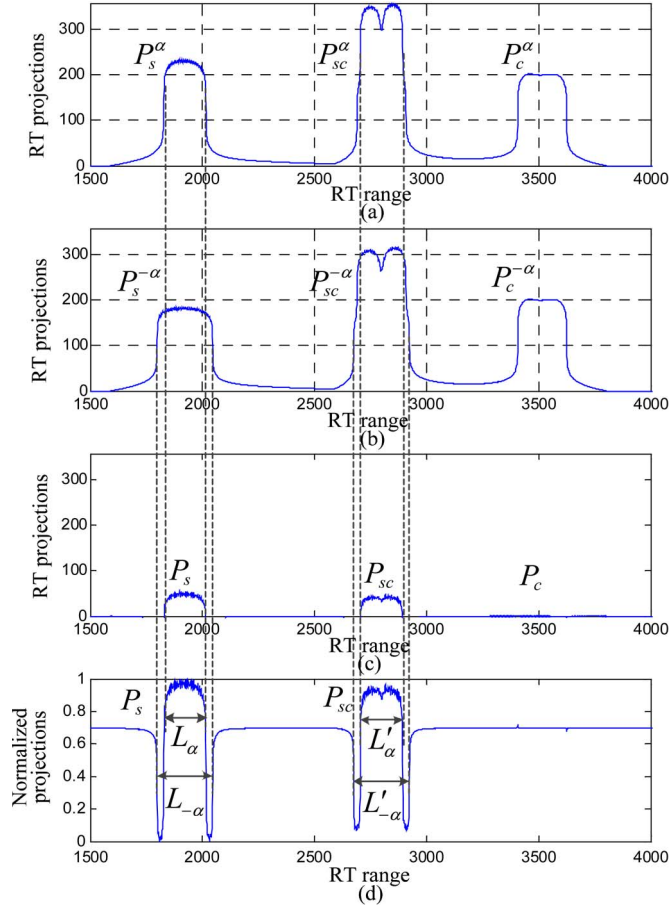 RT projections
300
200
100
0
P_s^α
P_sc^α
P_c^α
1500 2000 2500 3000 3500 4000
RT range
(a)
RT projections
300
200
100
0
P_s^-α
P_sc^-α
P_c^-α
1500 2000 2500 3000 3500 4000
RT range
(b)
RT projections
300
200
100
0
P_s
P_sc
P_c
1500 2000 2500 3000 3500 4000
RT range
(c)
Normalized
projections
1
0.8
0.6
0.4
0.2
0
P_s
P_sc
L_α
L'_α
L_-α
L'_-α
1500 2000 2500 3000 3500 4000
RT range
(d)